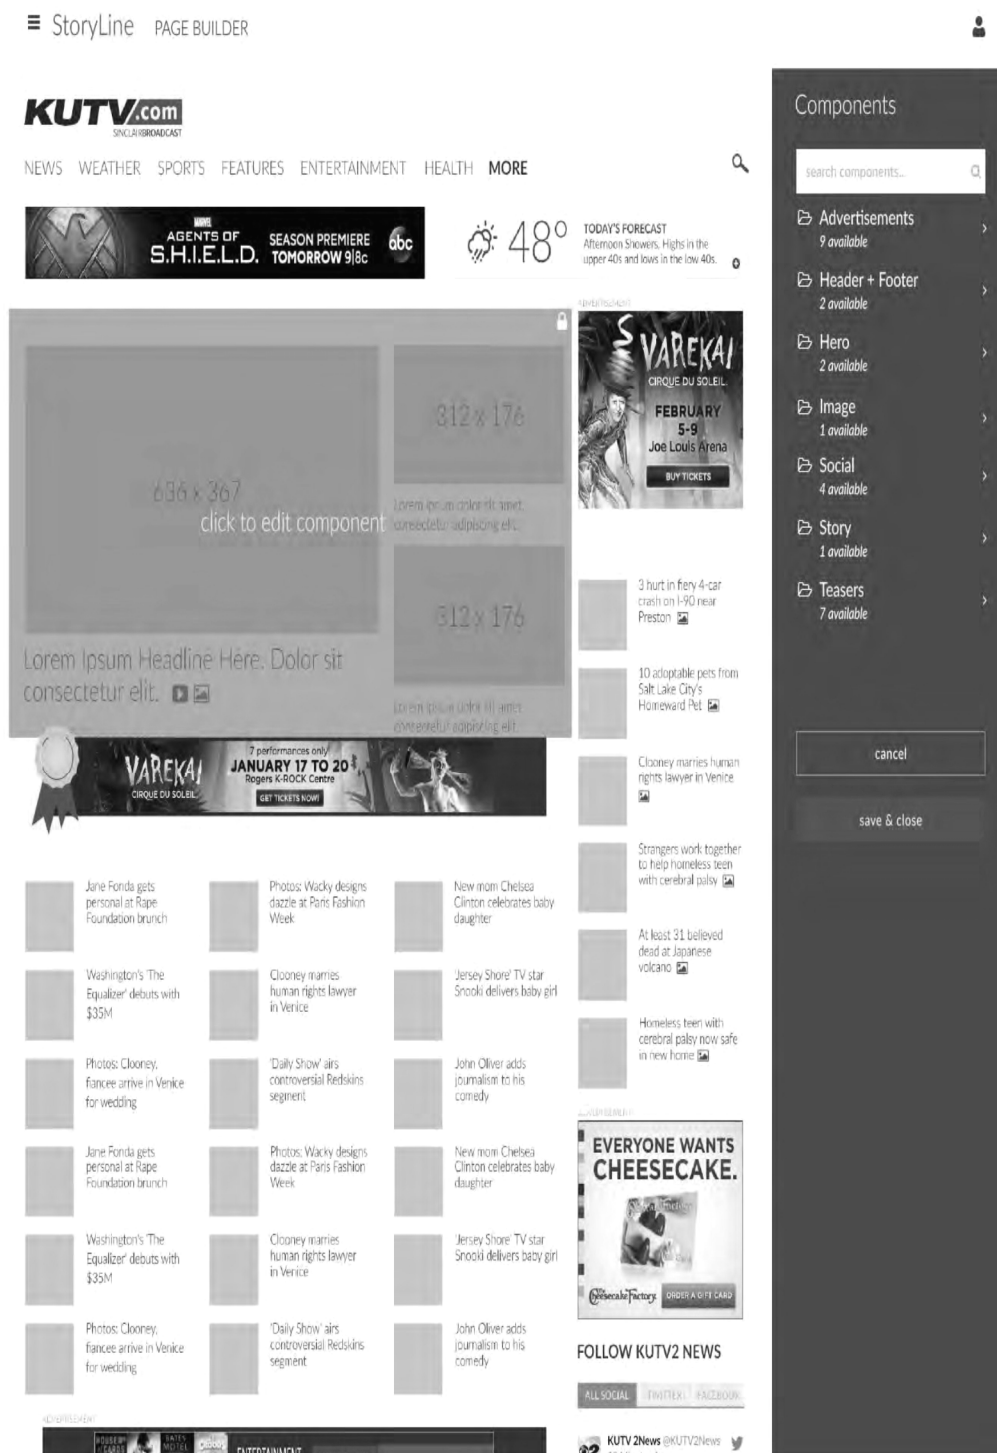 StoryLine PAGE BUILDER
KUTV.com
SINCLAIRBROADCAST
NEWS WEATHER SPORTS FEATURES ENTERTAINMENT HEALTH MORE
MARVEL
AGENTS OF
S.H.I.E.L.D.
SEASON PREMIERE
TOMORROW 9|8c
abc
48°
TODAY'S FORECAST
Afternoon Showers. Highs in the
upper 40s and lows in the low 40s.
ADVERTISEMENT
636 x 367
click to edit component
312 x 176
Lorem ipsum dolor sit amet,
consectetur adipiscing elit.
312 x 176
Lorem ipsum dolor sit amet,
consectetur adipiscing elit.
Lorem Ipsum Headline Here. Dolor sit
consectetur elit.
VAREKAI
CIRQUE DU SOLEIL
FEBRUARY
5-9
Joe Louis Arena
BUY TICKETS
VAREKAI
CIRQUE DU SOLEIL
7 performances only
JANUARY 17 TO 20
Rogers K-ROCK Centre
GET TICKETS NOW!
3 hurt in fiery 4-car
crash on I-90 near
Preston
10 adoptable pets from
Salt Lake City's
Homeward Pet
Clooney marries human
rights lawyer in Venice
Strangers work together
to help homeless teen
with cerebral palsy
At least 31 believed
dead at Japanese
volcano
Homeless teen with
cerebral palsy now safe
in new home
Jane Fonda gets
personal at Rape
Foundation brunch
Photos: Wacky designs
dazzle at Paris Fashion
Week
New mom Chelsea
Clinton celebrates baby
daughter
Washington's 'The
Equalizer' debuts with
$35M
Clooney marries
human rights lawyer
in Venice
'Jersey Shore' TV star
Snooki delivers baby girl
Photos: Clooney,
fiancee arrive in Venice
for wedding
'Daily Show' airs
controversial Redskins
segment
John Oliver adds
journalism to his
comedy
Jane Fonda gets
personal at Rape
Foundation brunch
Photos: Wacky designs
dazzle at Paris Fashion
Week
New mom Chelsea
Clinton celebrates baby
daughter
Washington's 'The
Equalizer' debuts with
$35M
Clooney marries
human rights lawyer
in Venice
'Jersey Shore' TV star
Snooki delivers baby girl
Photos: Clooney,
fiancee arrive in Venice
for wedding
'Daily Show' airs
controversial Redskins
segment
John Oliver adds
journalism to his
comedy
ADVERTISEMENT
EVERYONE WANTS
CHEESECAKE.
The Cheesecake Factory
ORDER A GIFT CARD
FOLLOW KUTV2 NEWS
ALL SOCIAL TWITTER FACEBOOK
KUTV 2News @KUTV2News
ADVERTISEMENT
HOUSE of CARDS
BATES MOTEL
ENTERTAINMENT
Components
search components...
Advertisements
9 available
Header + Footer
2 available
Hero
2 available
Image
1 available
Social
4 available
Story
1 available
Teasers
7 available
cancel
save & close